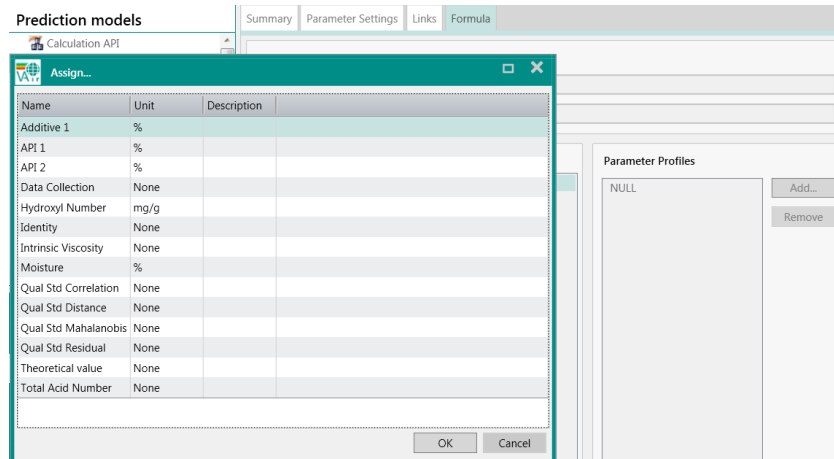 Prediction models
Summary Parameter Settings Links Formula
Calculation API
Assign...
Name Unit Description
Additive 1 %
API 1 %
API 2 %
Data Collection None
Hydroxyl Number mg/g
Identity None
Intrinsic Viscosity None
Moisture %
Qual Std Correlation None
Qual Std Distance None
Qual Std Mahalanobis None
Qual Std Residual None
Theoretical value None
Total Acid Number None
OK Cancel
Parameter Profiles
NULL Add...
Remove